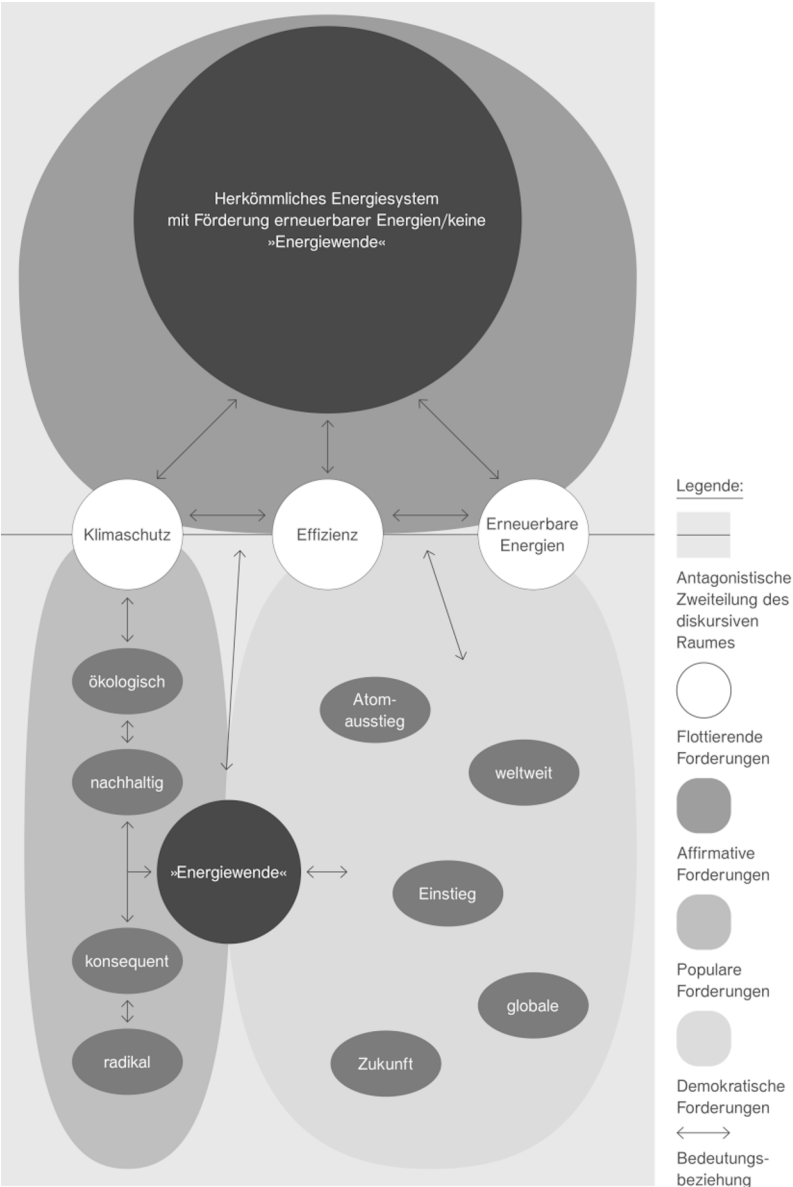 Herkömmliches Energiesystem
mit Förderung erneuerbarer Energien/keine
»Energiewende«
Klimaschutz
Effizienz
Erneuerbare
Energien
ökologisch
nachhaltig
»Energiewende«
konsequent
radikal
Atom-
ausstieg
weltweit
Einstieg
globale
Zukunft
Legende:
Antagonistische
Zweiteilung des
diskursiven
Raumes
Flottierende
Forderungen
Affirmative
Forderungen
Populare
Forderungen
Demokratische
Forderungen
Bedeutungs-
beziehung